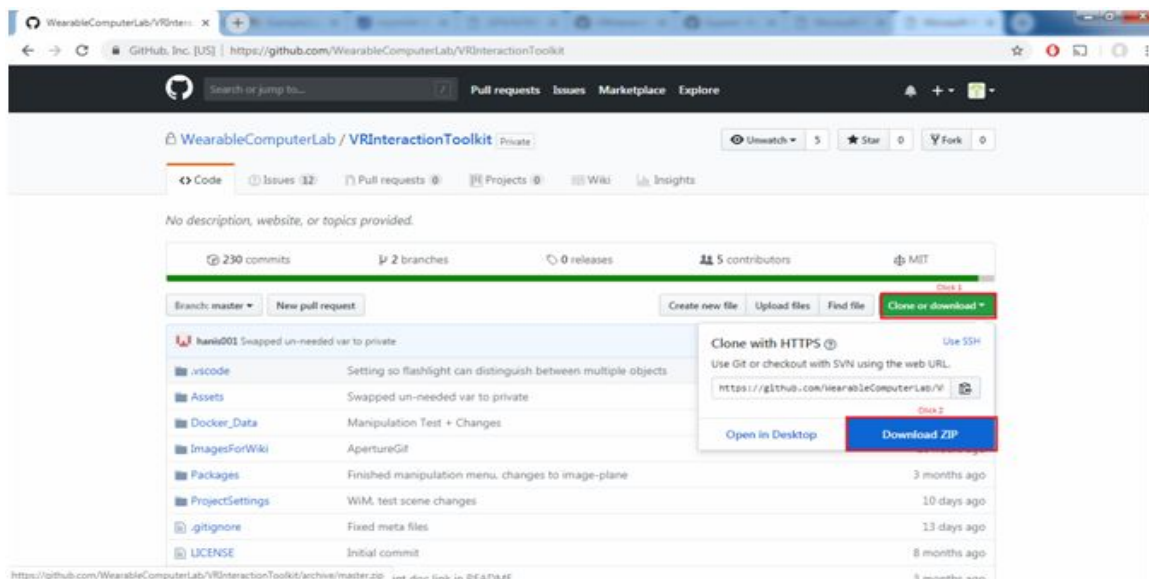 WearableComputerLab/VRInterac
GitHub, Inc. [US] | https://github.com/WearableComputerLab/VRInteractionToolkit
Search or jump to... / Pull requests Issues Marketplace Explore
WearableComputerLab / VRInteractionToolkit Private
Unwatch 5 Star 0 Fork 0
Code Issues 12 Pull requests 0 Projects 0 Wiki Insights
No description, website, or topics provided.
230 commits 2 branches 0 releases 5 contributors MIT
Click 1
Branch: master New pull request Create new file Upload files Find file Clone or download
hanis001 Swapped un-needed var to private
Clone with HTTPS Use SSH
Use Git or checkout with SVN using the web URL.
https://github.com/WearableComputerLab/V
Click 2
Open in Desktop Download ZIP
.vscode Setting so flashlight can distinguish between multiple objects
Assets Swapped un-needed var to private
Docker_Data Manipulation Test + Changes
ImagesForWiki ApertureGif
Packages Finished manipulation menu, changes to image-plane 3 months ago
ProjectSettings WiM, test scene changes 10 days ago
.gitignore Fixed meta files 13 days ago
LICENSE Initial commit 8 months ago
https://github.com/WearableComputerLab/VRInteractionToolkit/archive/master.zip link in README 3 months ago